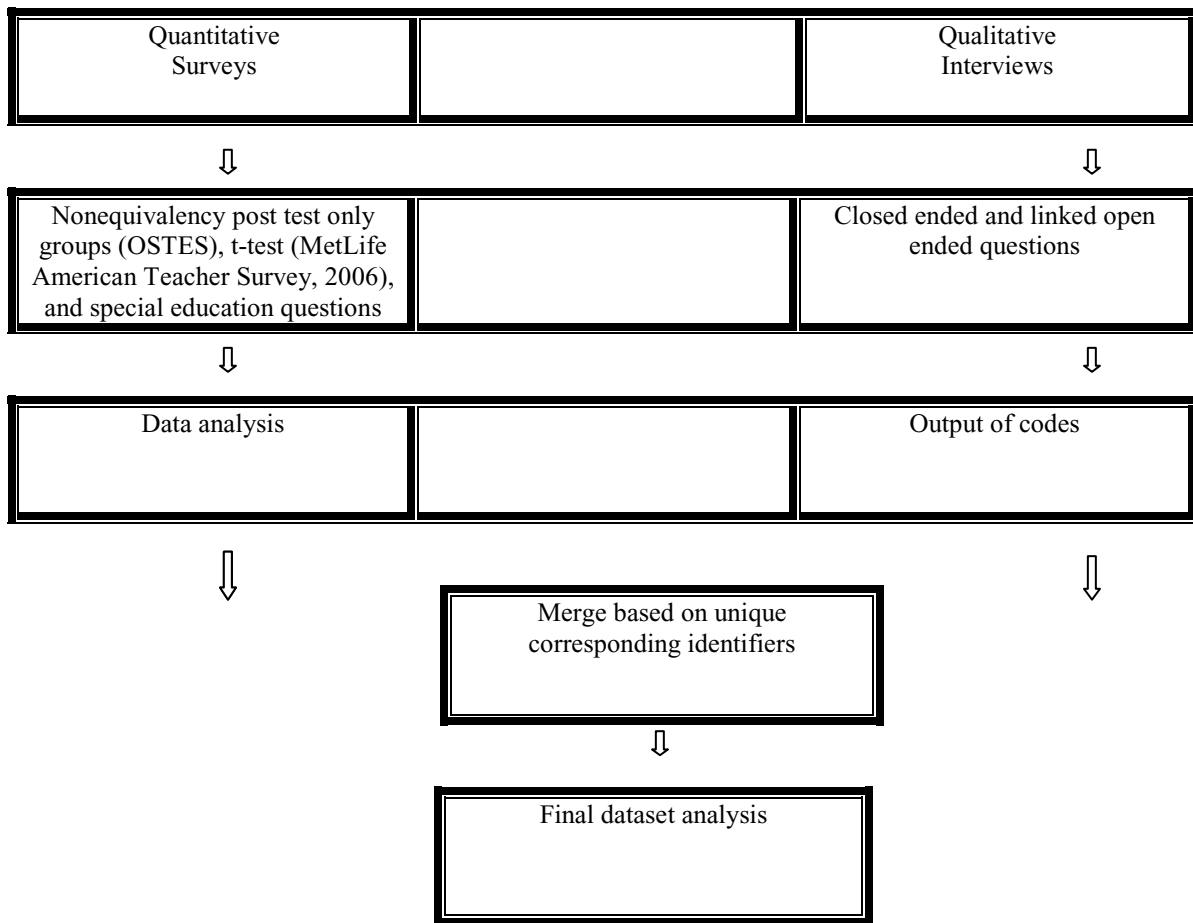 Quantitative
Surveys
Qualitative
Interviews
⇩ ⇩
Nonequivalency post test only
groups (OSTES), t-test (MetLife
American Teacher Survey, 2006),
and special education questions
Closed ended and linked open
ended questions
⇩ ⇩
Data analysis
Output of codes
⇩ ⇩
Merge based on unique
corresponding identifiers
⇩
Final dataset analysis